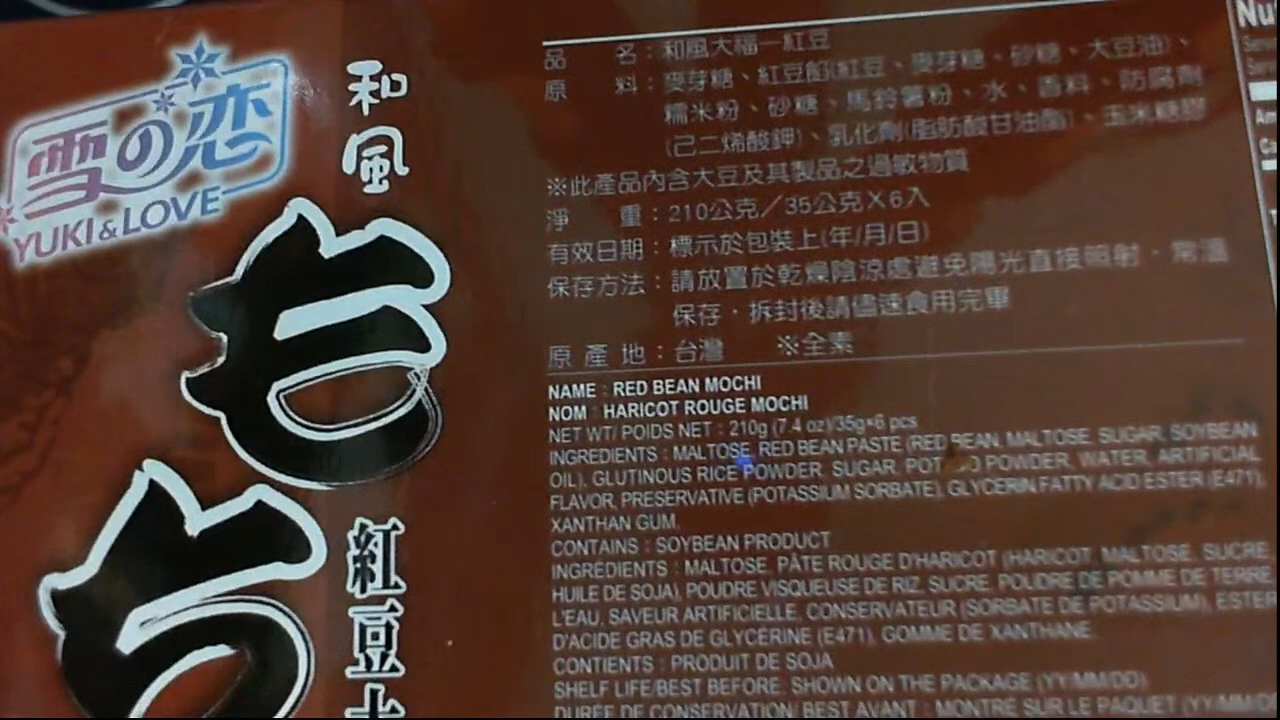 雪の恋
YUKI&LOVE
和風
もち
紅豆大
品 名：和風大福－紅豆
原 料：麥芽糖、紅豆餡(紅豆、麥芽糖、砂糖、大豆油)、
糯米粉、砂糖、馬鈴薯粉、水、香料、防腐劑
(己二烯酸鉀)、乳化劑(脂肪酸甘油酯)、玉米糖膠
※此產品內含大豆及其製品之過敏物質
淨 重：210公克／35公克×6入
有效日期：標示於包裝上(年/月/日)
保存方法：請放置於乾燥陰涼處避免陽光直接照射，常溫
保存，拆封後請儘速食用完畢
原 產 地：台灣 ※全素
NAME : RED BEAN MOCHI
NOM : HARICOT ROUGE MOCHI
NET WT/ POIDS NET : 210g (7.4 oz)/35g*6 pcs
INGREDIENTS : MALTOSE, RED BEAN PASTE (RED BEAN, MALTOSE, SUGAR, SOYBEAN
OIL), GLUTINOUS RICE POWDER, SUGAR, POTATO POWDER, WATER, ARTIFICIAL
FLAVOR, PRESERVATIVE (POTASSIUM SORBATE), GLYCERIN FATTY ACID ESTER (E471),
XANTHAN GUM.
CONTAINS : SOYBEAN PRODUCT
INGRÉDIENTS : MALTOSE, PÂTE ROUGE D'HARICOT (HARICOT, MALTOSE, SUCRE,
HUILE DE SOJA), POUDRE VISQUEUSE DE RIZ, SUCRE, POUDRE DE POMME DE TERRE,
L'EAU, SAVEUR ARTIFICIELLE, CONSERVATEUR (SORBATE DE POTASSIUM), ESTER
D'ACIDE GRAS DE GLYCÉRINE (E471), GOMME DE XANTHANE.
CONTIENTS : PRODUIT DE SOJA
SHELF LIFE/BEST BEFORE: SHOWN ON THE PACKAGE (YY/MM/DD)
DURÉE DE CONSERVATION/ BEST AVANT : MONTRE SUR LE PAQUET (YY/MM/D
Nu
Am